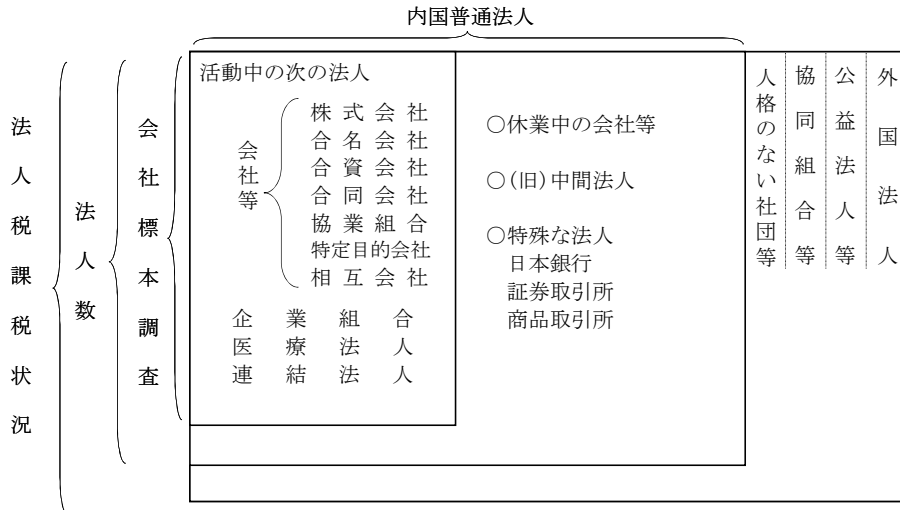 内国普通法人
法人税課税状況
法人数
会社標本調査
活動中の次の法人
会社等
株式会社
合名会社
合資会社
合同会社
協業組合
特定目的会社
相互会社
企業組合
医療法人
連結法人
○休業中の会社等
○(旧)中間法人
○特殊な法人
日本銀行
証券取引所
商品取引所
人格のない社団等
協同組合等
公益法人等
外国法人